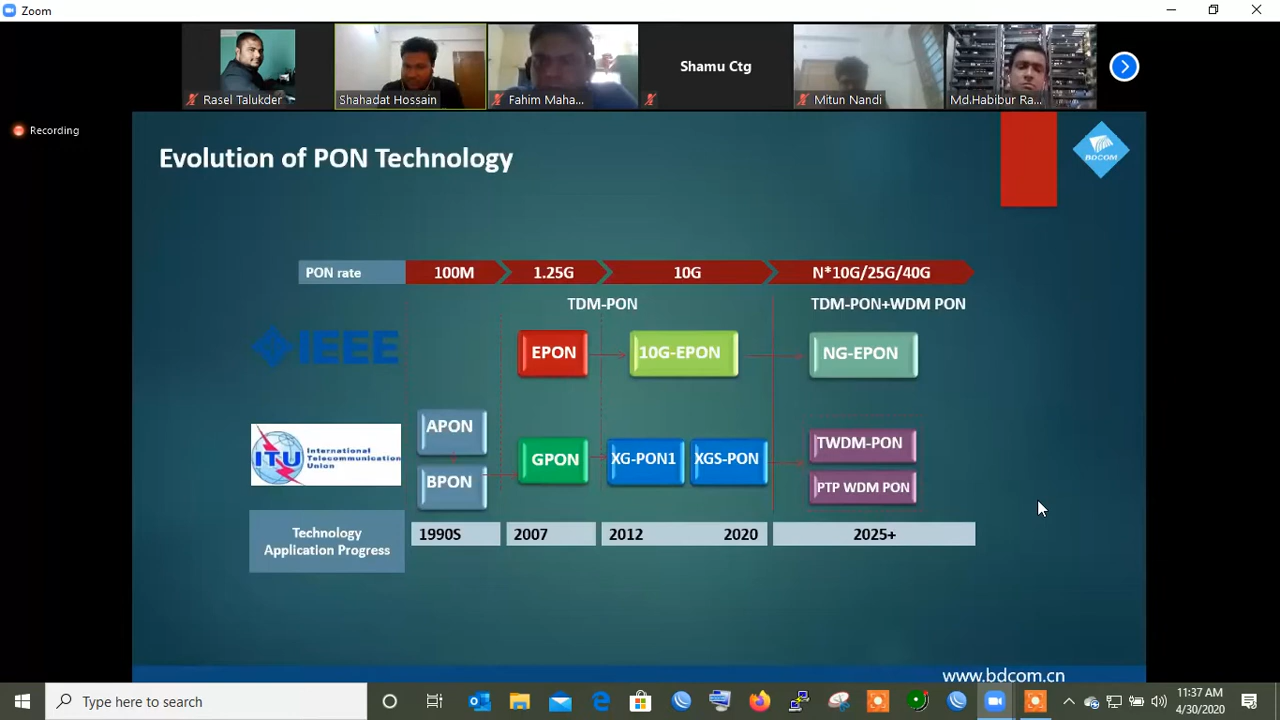 Zoom
Rasel Talukder
Shahadat Hossain
Fahim Maha...
Shamu Ctg
Mitun Nandi
Md.Habibur Ra...
Recording
Evolution of PON Technology
BDCOM
PON rate
100M
1.25G
10G
N*10G/25G/40G
TDM-PON
TDM-PON+WDM PON
IEEE
EPON
10G-EPON
NG-EPON
ITU
International
Telecommunication
Union
APON
BPON
GPON
XG-PON1
XGS-PON
TWDM-PON
PTP WDM PON
Technology
Application Progress
1990S
2007
2012
2020
2025+
www.bdcom.cn
Type here to search
11:37 AM
4/30/2020